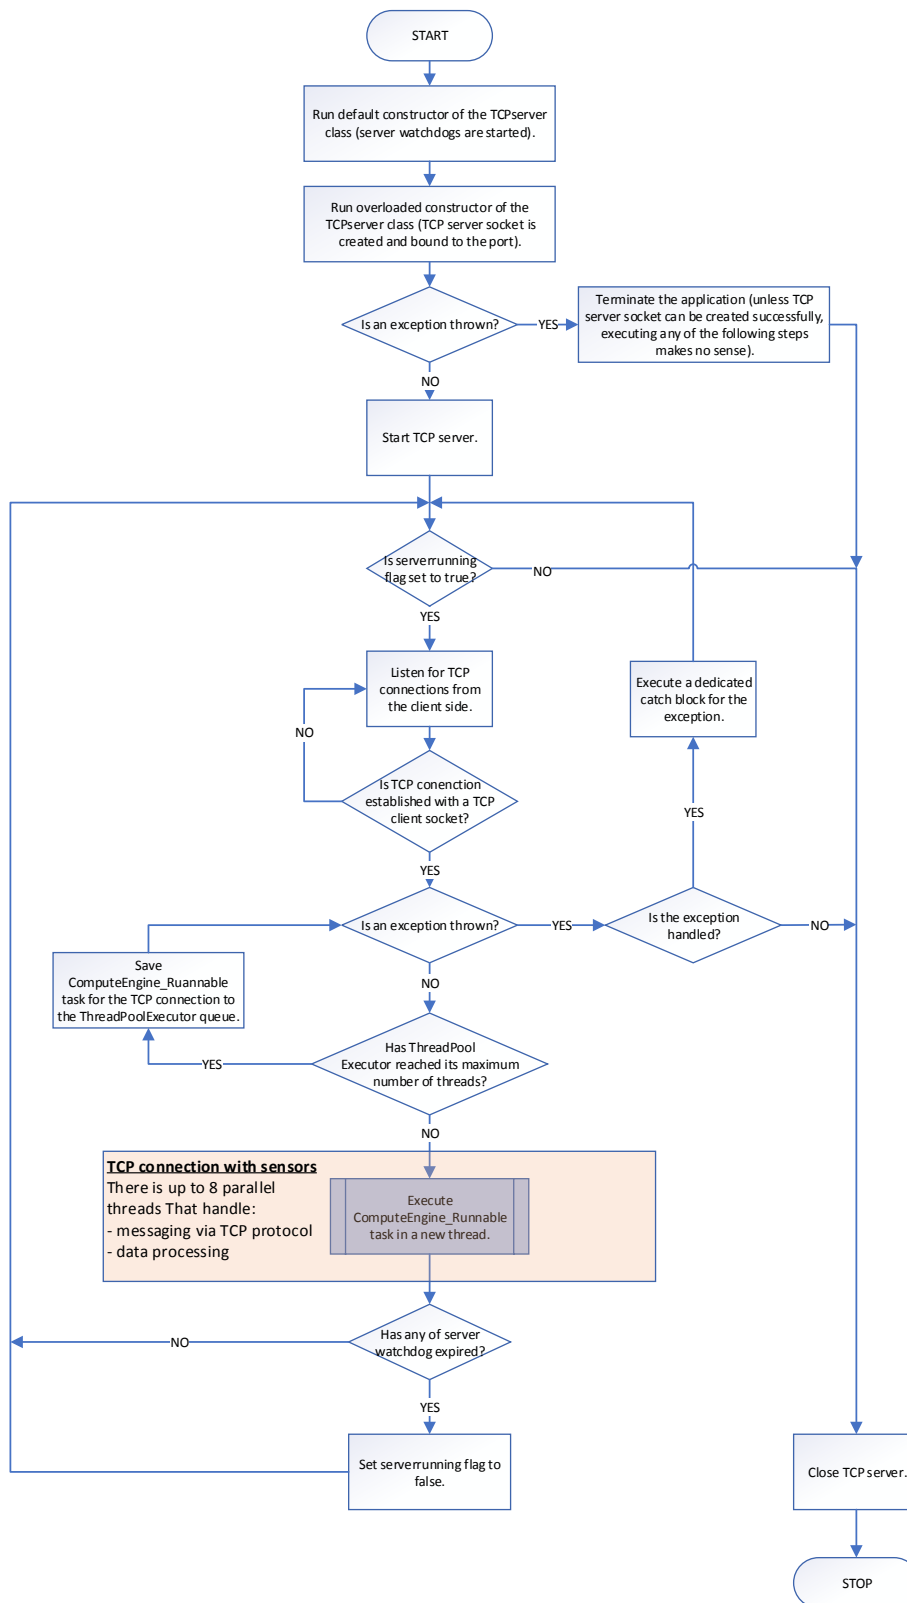 START
Run default constructor of the TCPserver
class (server watchdogs are started).
Run overloaded constructor of the
TCPserver class (TCP server socket is
created and bound to the port).
Is an exception thrown?
YES
Terminate the application (unless TCP
server socket can be created successfully,
executing any of the following steps
makes no sense).
NO
Start TCP server.
Is serverrunning
flag set to true?
NO
YES
Listen for TCP
connections from
the client side.
Execute a dedicated
catch block for the
exception.
NO
Is TCP conenction
established with a TCP
client socket?
YES
YES
Is an exception thrown?
YES
Is the exception
handled?
NO
Save
ComputeEngine_Ruannable
task for the TCP connection to
the ThreadPoolExecutor queue.
NO
Has ThreadPool
Executor reached its maximum
number of threads?
YES
NO
TCP connection with sensors
There is up to 8 parallel
threads That handle:
- messaging via TCP protocol
- data processing
Execute
ComputeEngine_Runnable
task in a new thread.
Has any of server
watchdog expired?
NO
YES
Set serverrunning flag to
false.
Close TCP server.
STOP